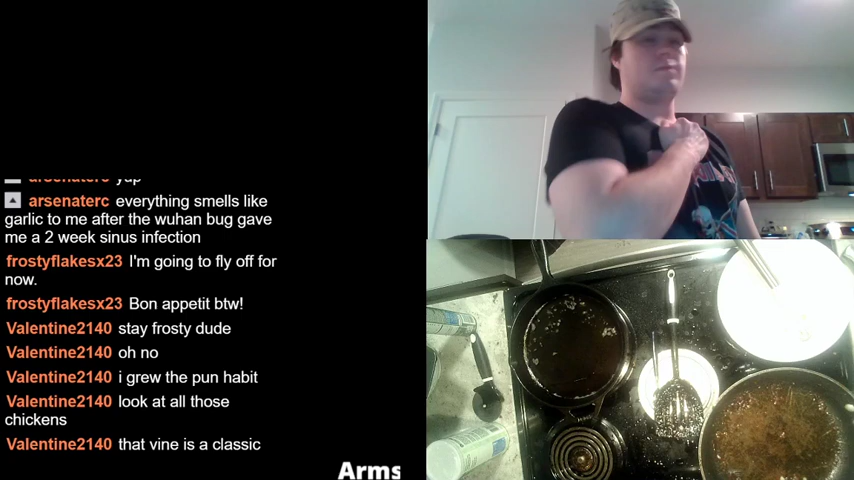 arsenaterc yup
arsenaterc everything smells like
garlic to me after the wuhan bug gave
me a 2 week sinus infection
frostyflakesx23 I'm going to fly off for
now.
frostyflakesx23 Bon appetit btw!
Valentine2140 stay frosty dude
Valentine2140 oh no
Valentine2140 i grew the pun habit
Valentine2140 look at all those
chickens
Valentine2140 that vine is a classic
Arms